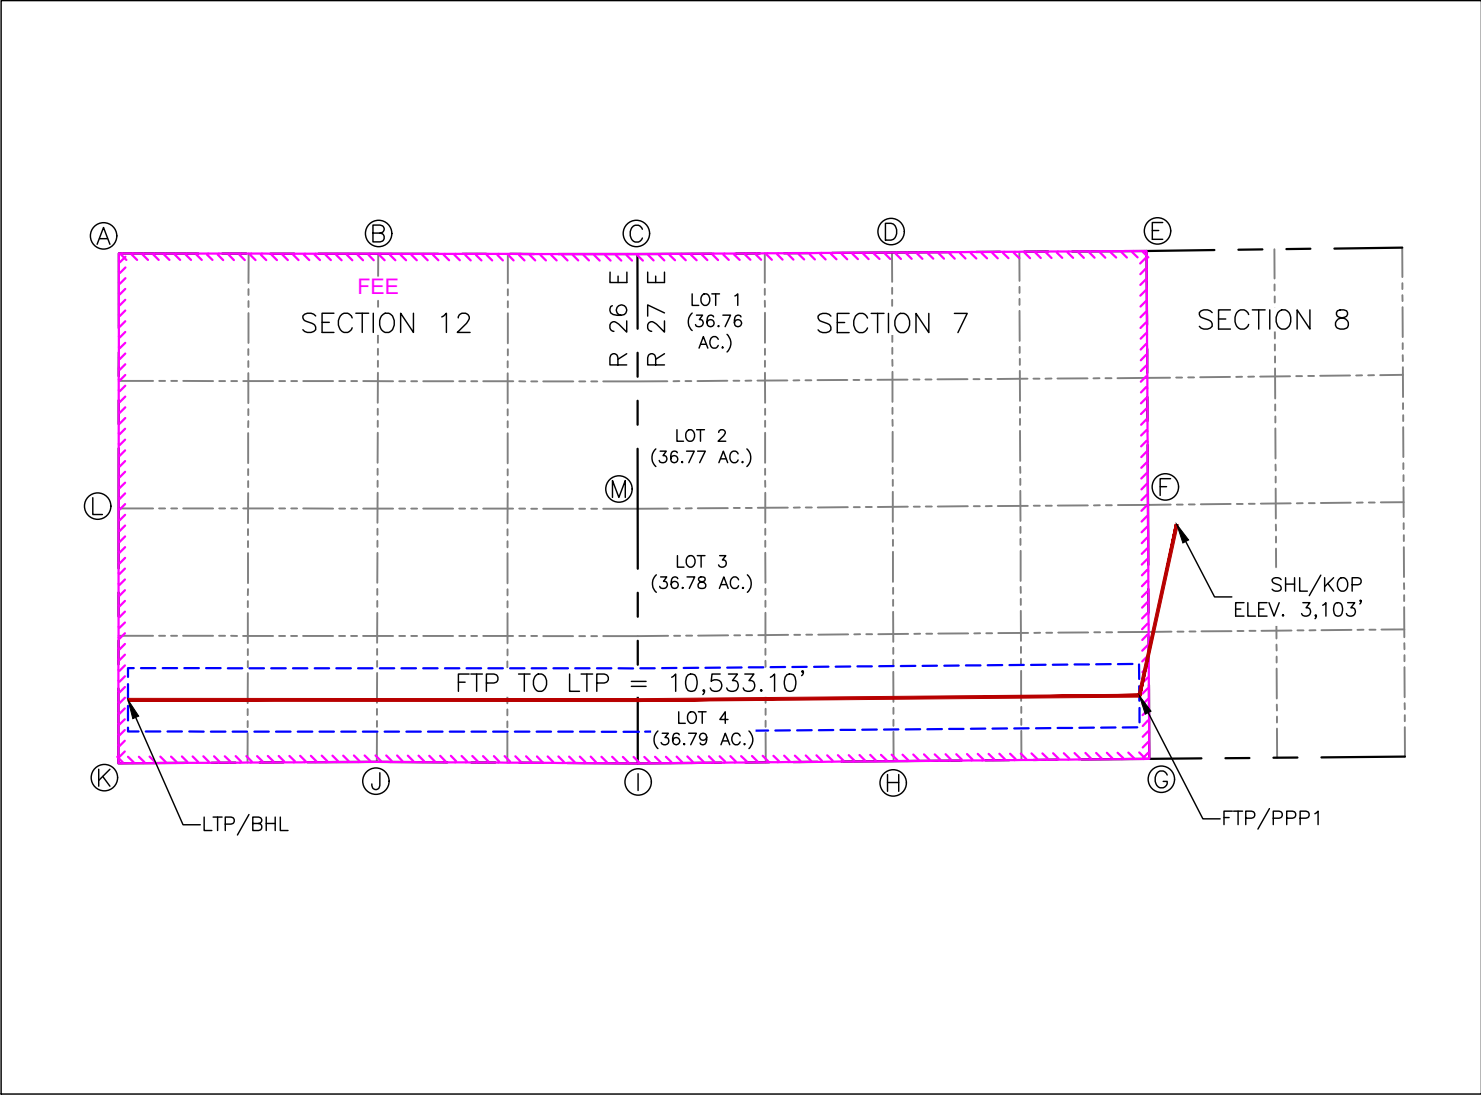 A
B
C
D
E
FEE
SECTION 12
R 26 E
R 27 E
LOT 1
(36.76
AC.)
SECTION 7
SECTION 8
LOT 2
(36.77 AC.)
L
M
F
LOT 3
(36.78 AC.)
SHL/KOP
ELEV. 3,103'
FTP TO LTP = 10,533.10'
LOT 4
(36.79 AC.)
K
J
I
H
G
LTP/BHL
FTP/PPP1